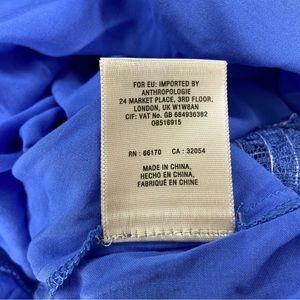 FOR EU: IMPORTED BY
ANTHROPOLOGIE
24 MARKET PLACE, 3RD FLOOR,
LONDON, UK W1W8AN
CIF: VAT No. GB 684936382
OB516915
RN : 66170 CA : 32054
MADE IN CHINA,
HECHO EN CHINA,
FABRIQUÉ EN CHINE